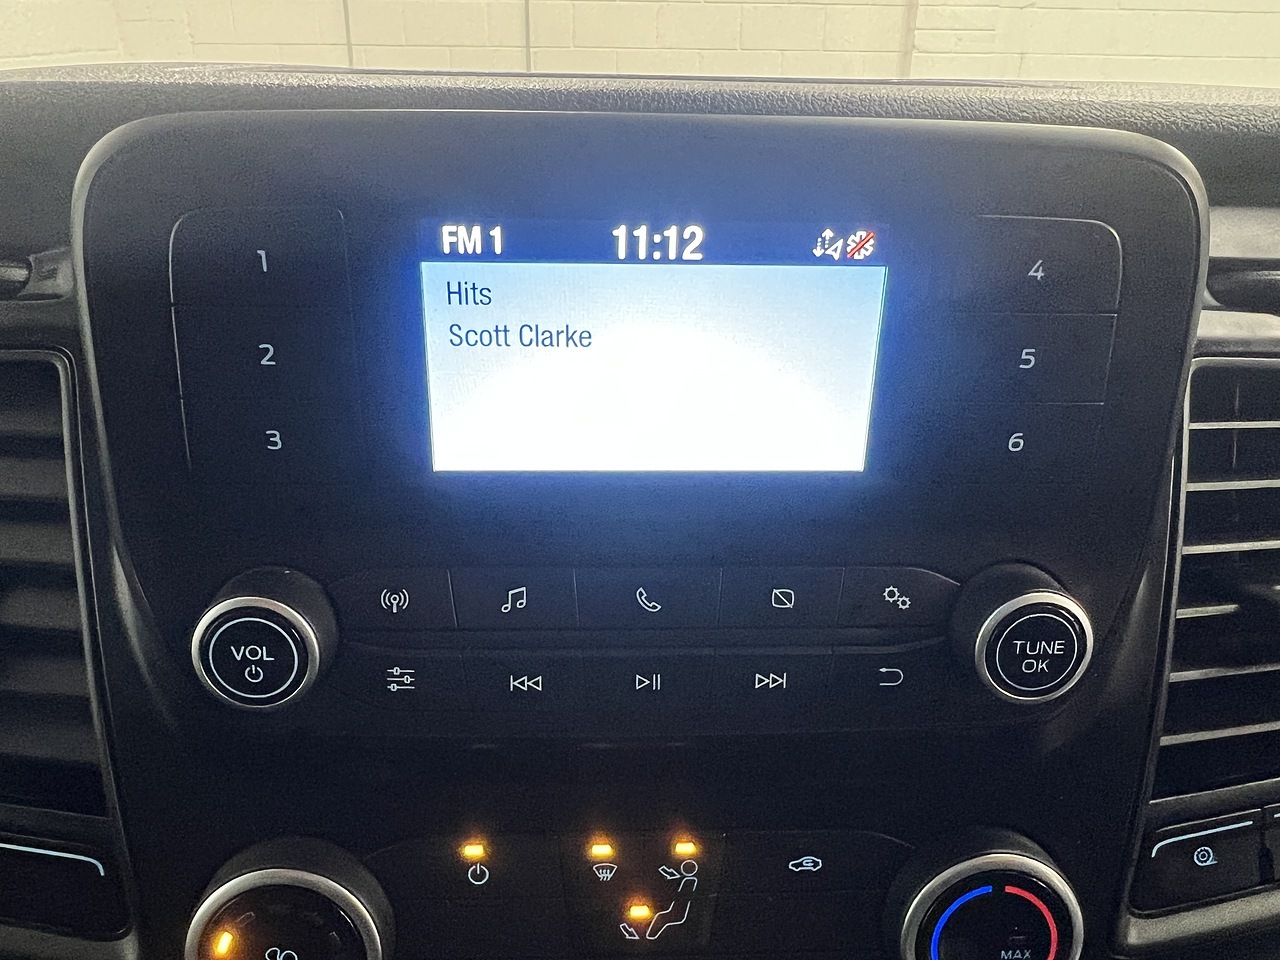 FM 1 11:12
Hits
Scott Clarke
1
2
3
4
5
6
VOL
TUNE
OK
MAX